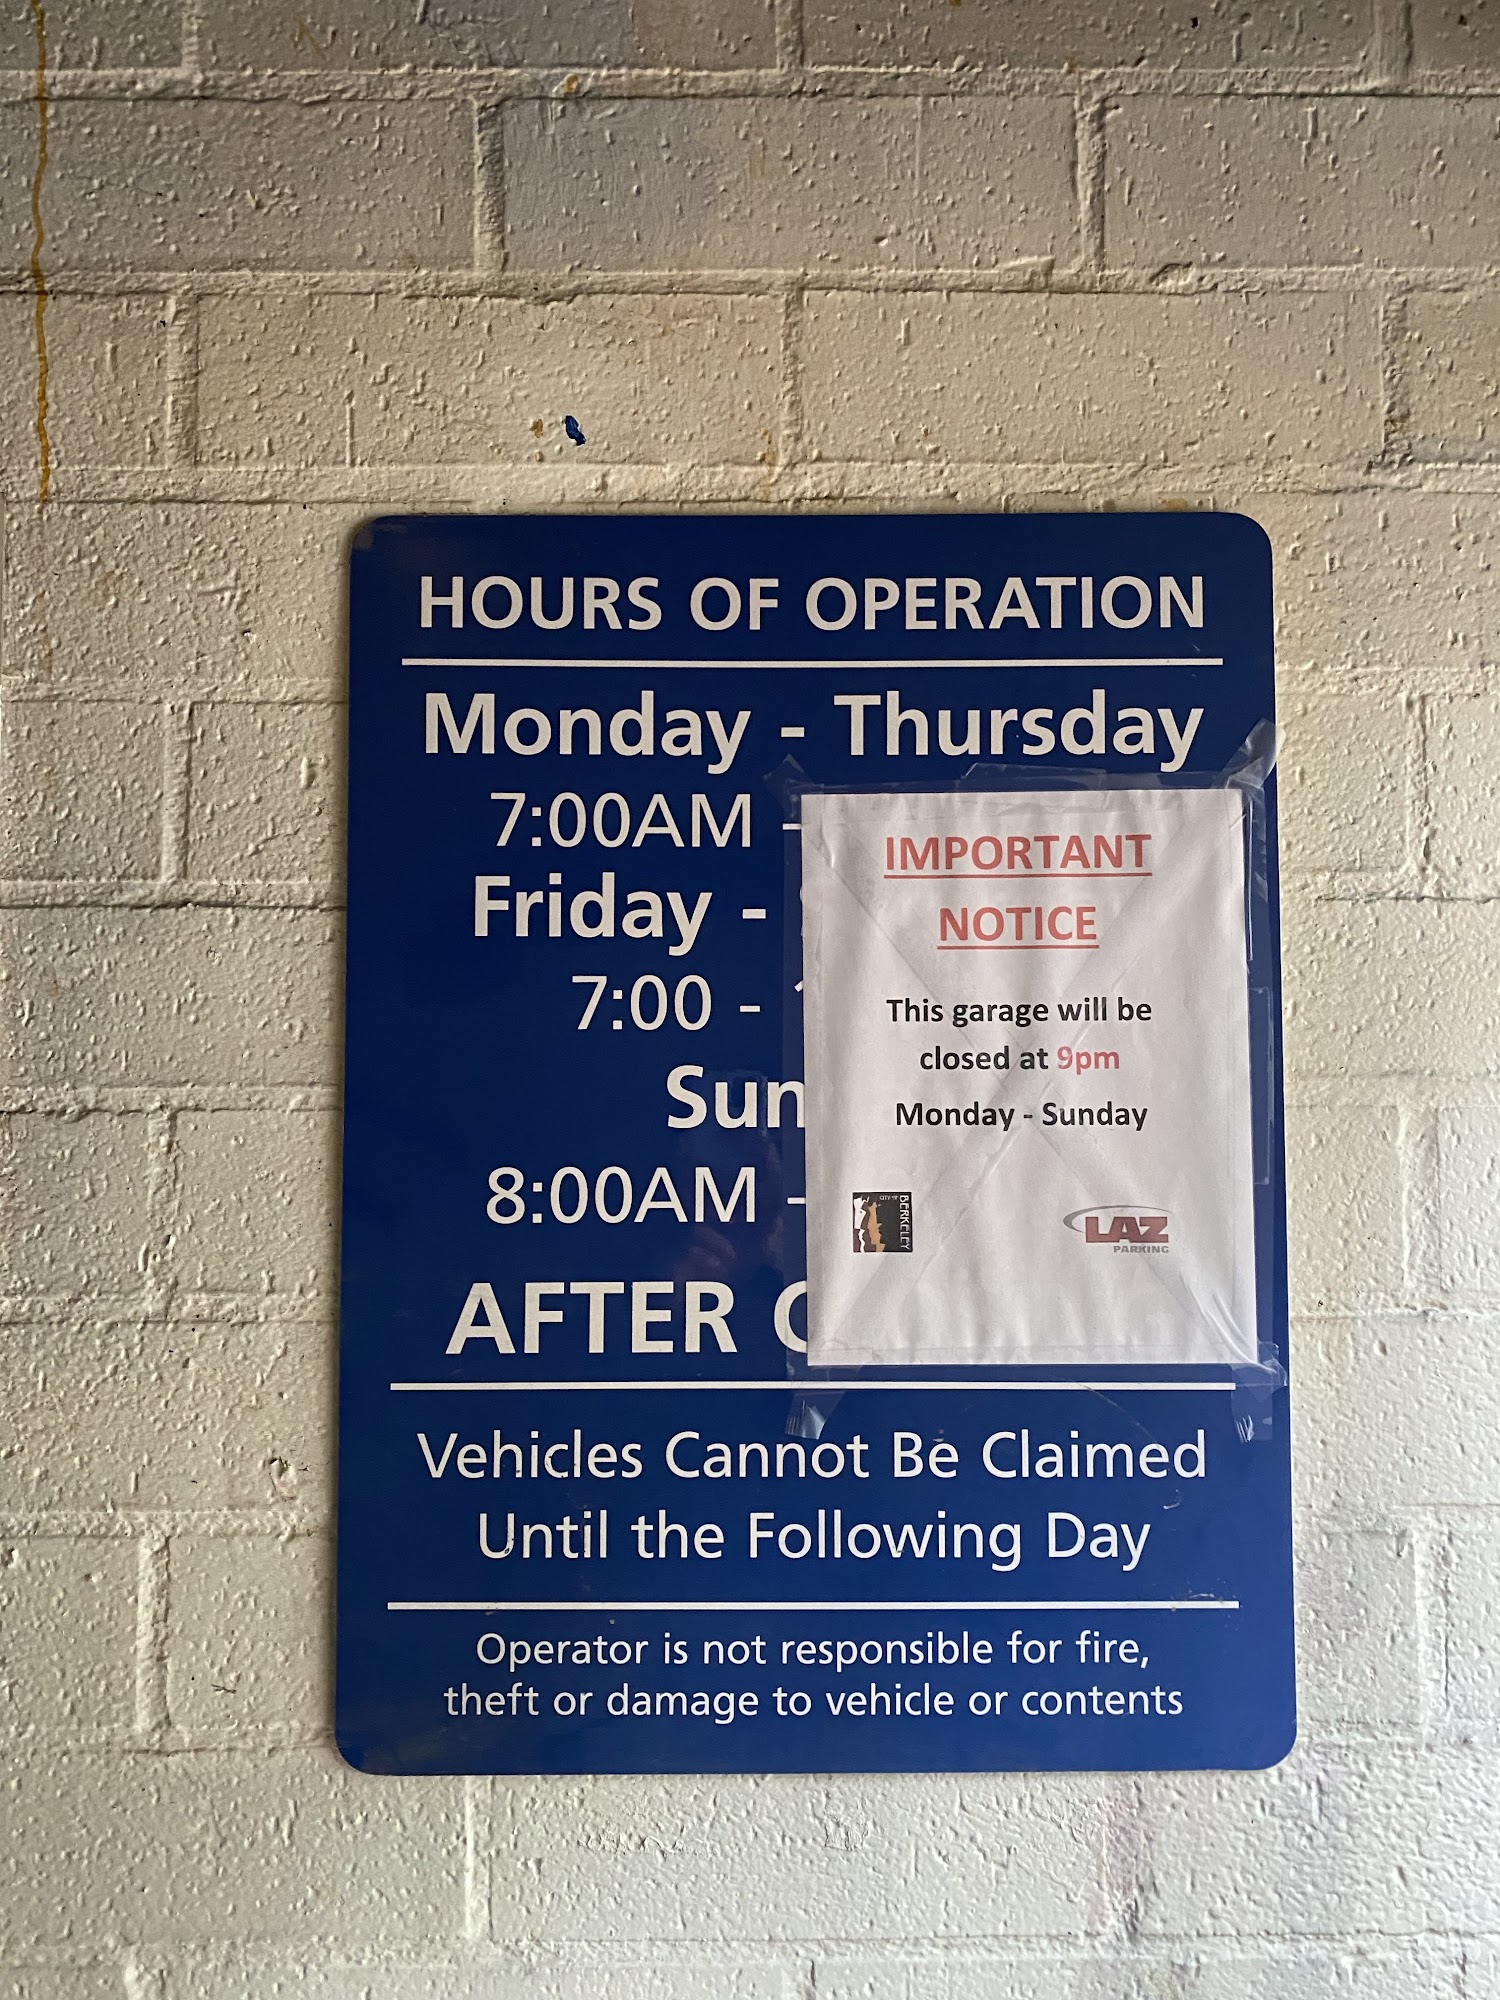 HOURS OF OPERATION
Monday - Thursday
7:00AM -
Friday -
7:00 -
8:00AM -
AFTER
IMPORTANT
NOTICE
This garage will be
closed at 9pm
Monday - Sunday
CITY OF
BERKELEY
LAZ
PARKING
Vehicles Cannot Be Claimed
Until the Following Day
Operator is not responsible for fire,
theft or damage to vehicle or contents